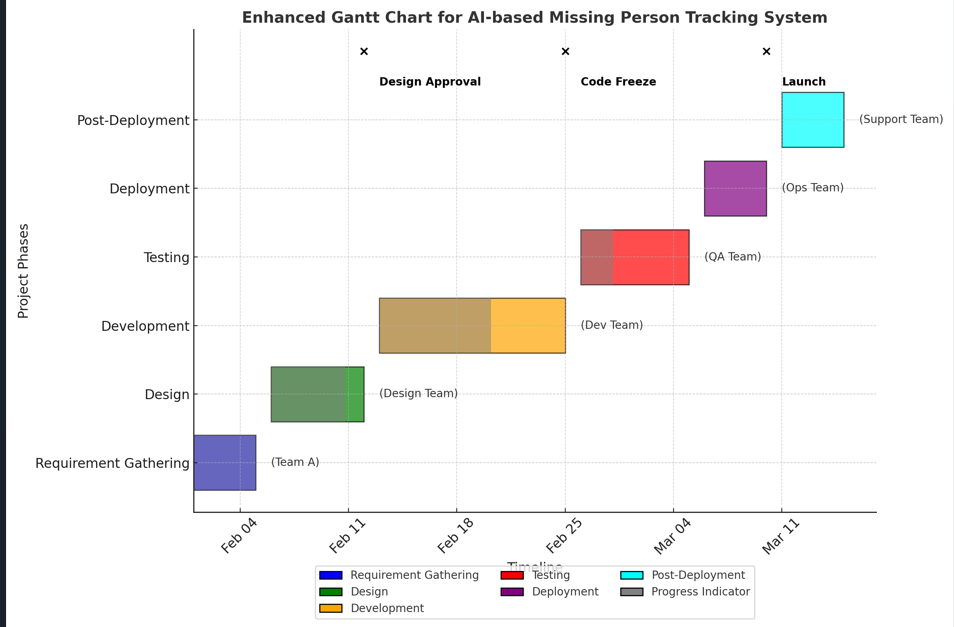 Enhanced Gantt Chart for AI-based Missing Person Tracking System
Design Approval
Code Freeze
Launch
Project Phases
Post-Deployment
(Support Team)
Deployment
(Ops Team)
Testing
(QA Team)
Development
(Dev Team)
Design
(Design Team)
Requirement Gathering
(Team A)
Feb 04
Feb 11
Feb 18
Feb 25
Mar 04
Mar 11
Timeline
Requirement Gathering
Testing
Post-Deployment
Design
Deployment
Progress Indicator
Development